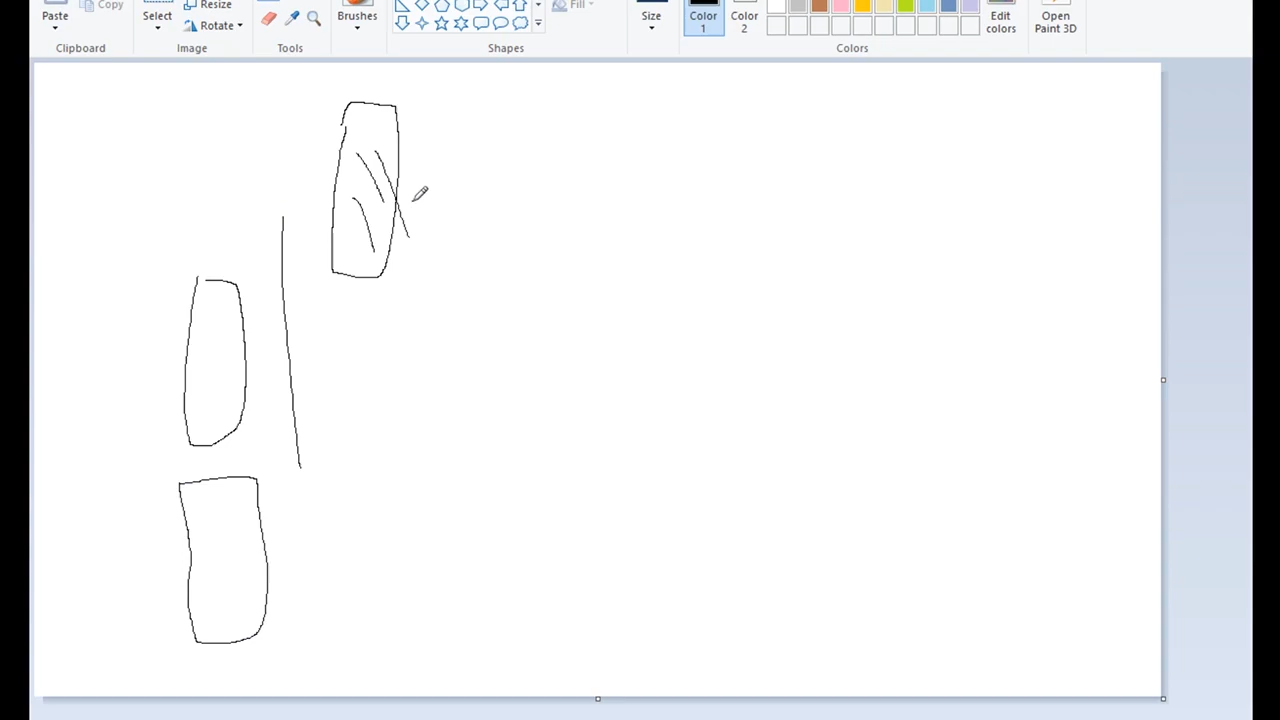 Paste
Copy
Select
Resize
Rotate
Brushes
Fill
Size
Color 1
Color 2
Edit colors
Open Paint 3D
Clipboard
Image
Tools
Shapes
Colors